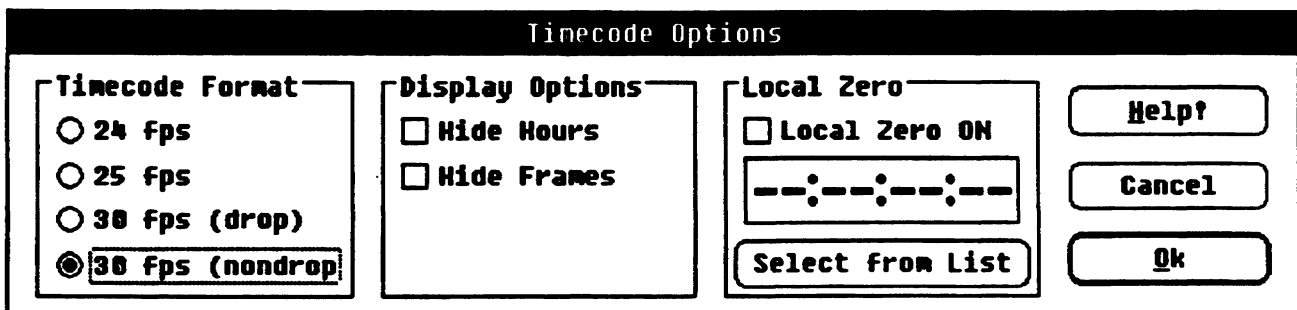 Timecode Options
Timecode Format
24 fps
25 fps
30 fps (drop)
30 fps (nondrop
Display Options
Hide Hours
Hide Frames
Local Zero
Local Zero ON
--:--:--:--
Select from List
Help!
Cancel
Ok